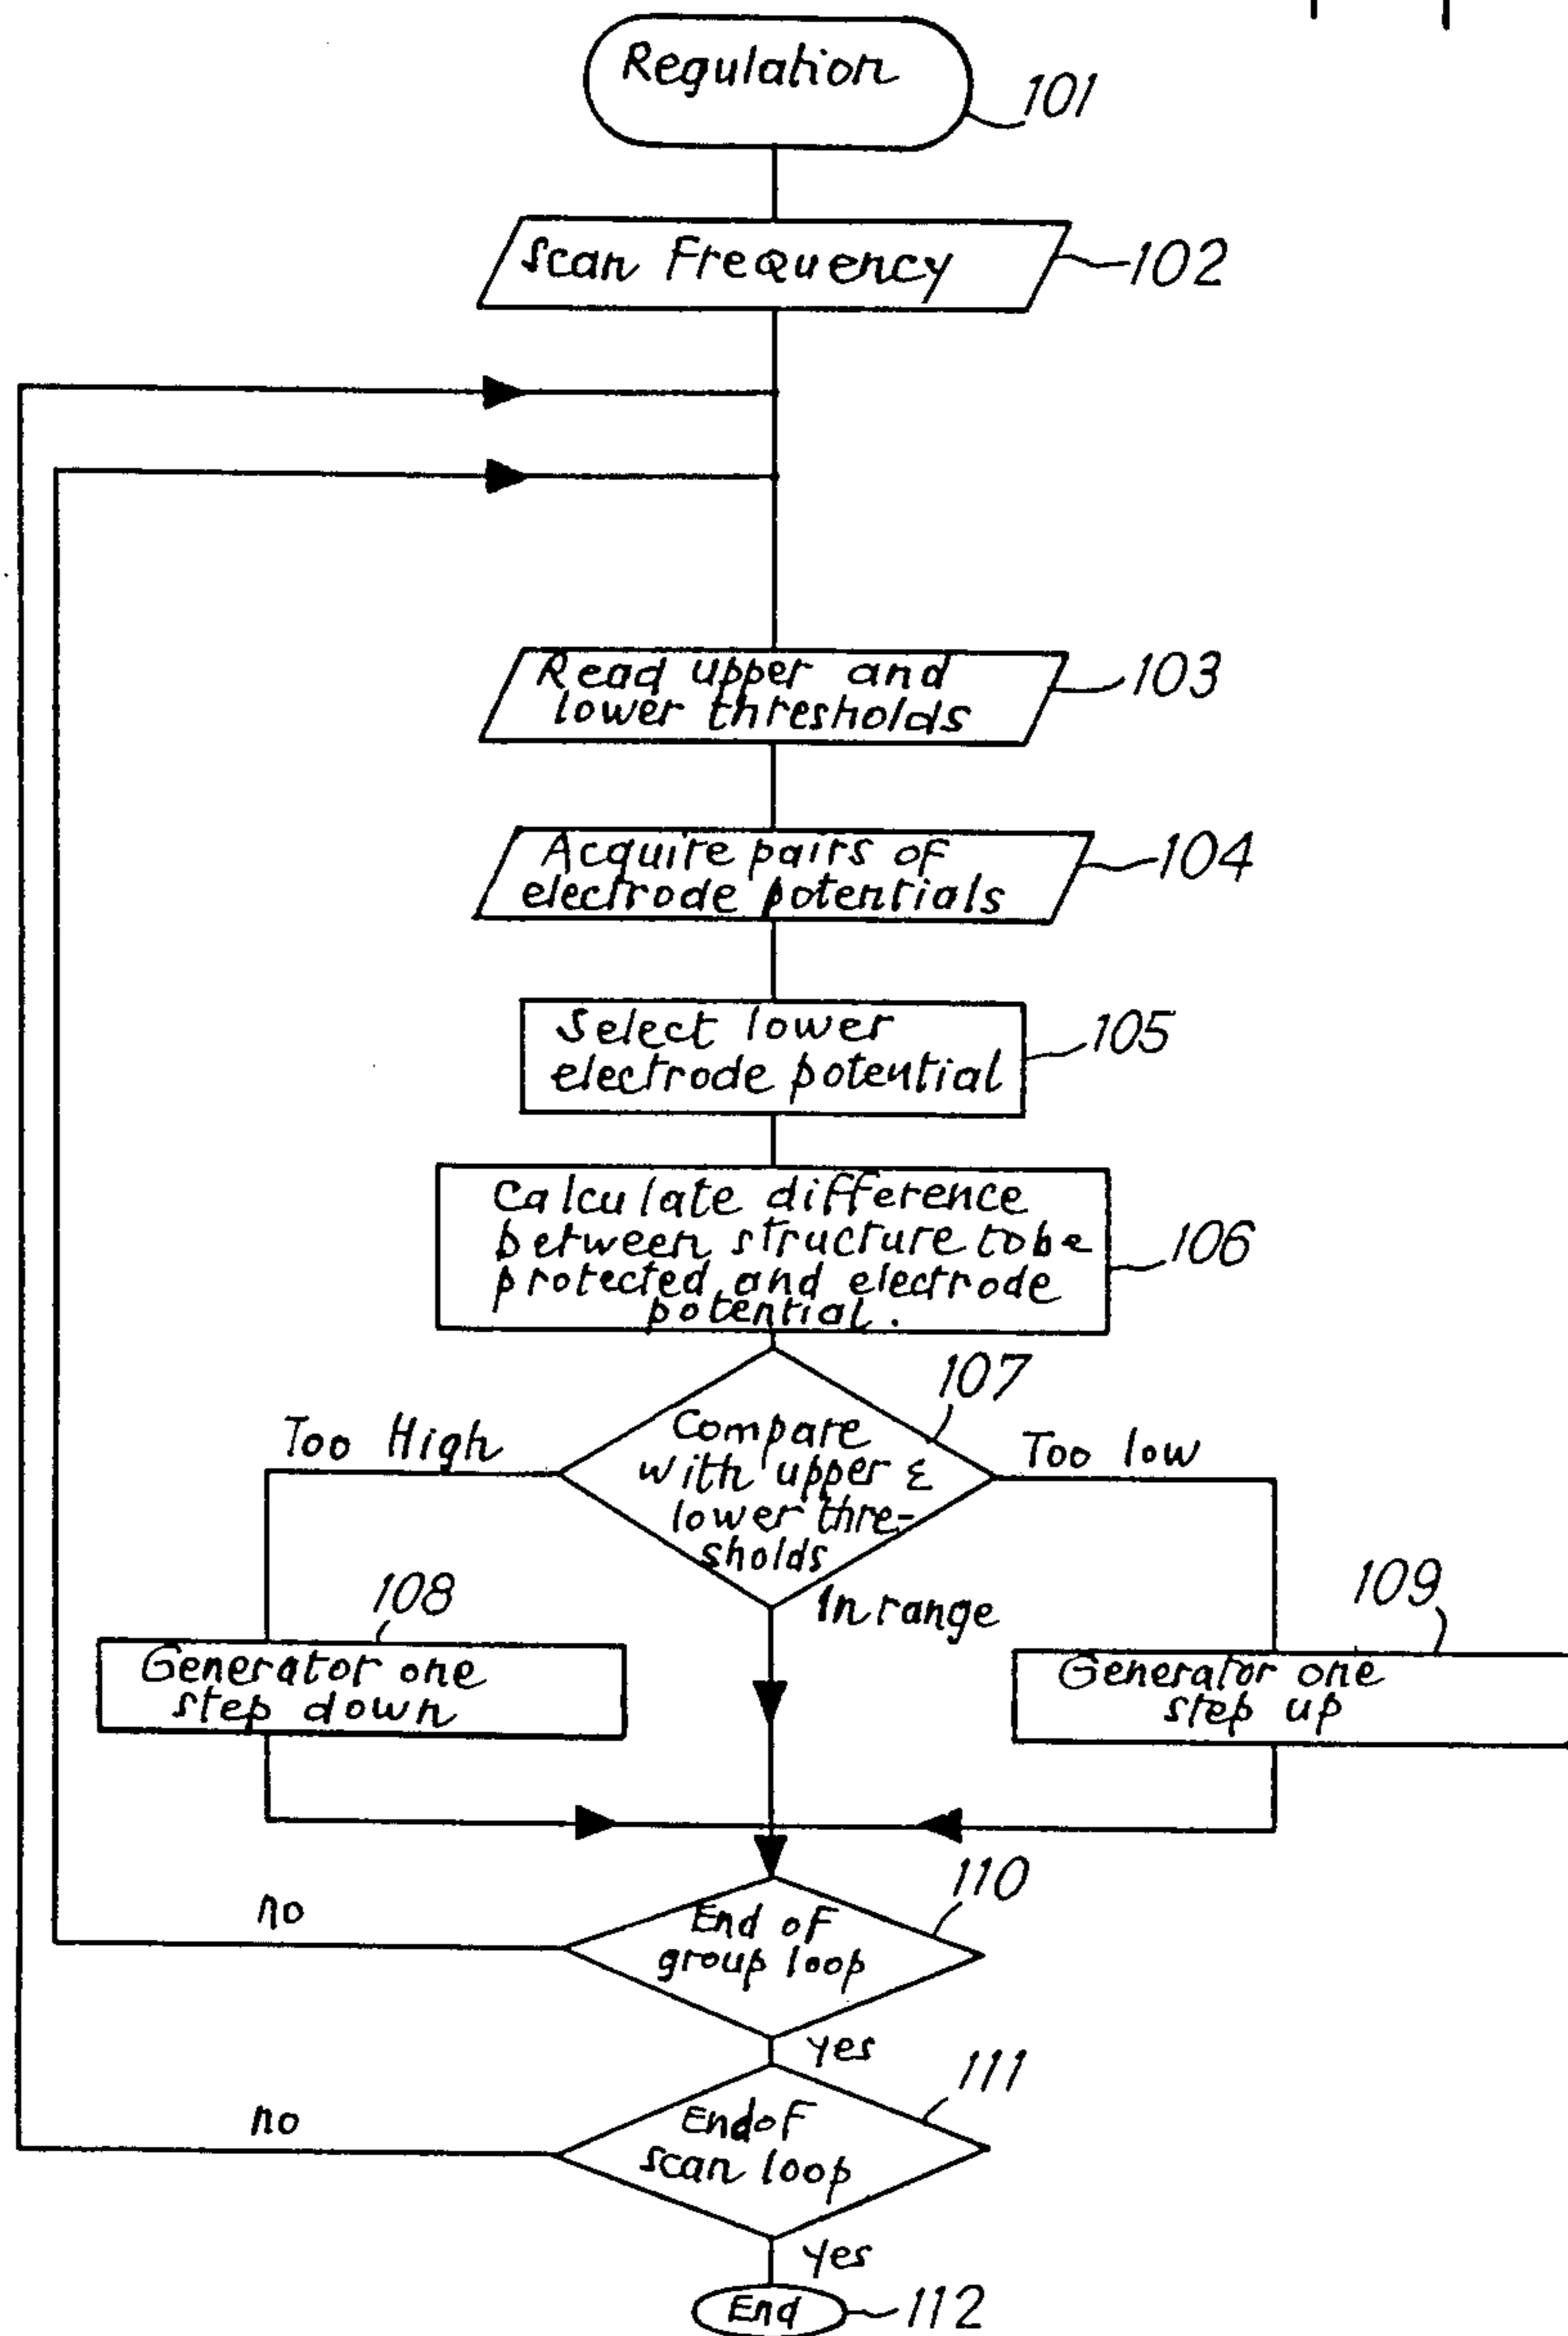 Regulation
101
Scan Frequency
102
Read upper and
lower thresholds
103
Acquire pairs of
electrode potentials
104
Select lower
electrode potential
105
Calculate difference
between structure to be
protected and electrode
potential.
106
107
Too High
Compare
with upper &
lower thre-
sholds
Too low
In range
108
Generator one
step down
109
Generator one
step up
110
End of
group loop
no
yes
111
End of
scan loop
no
yes
End
112